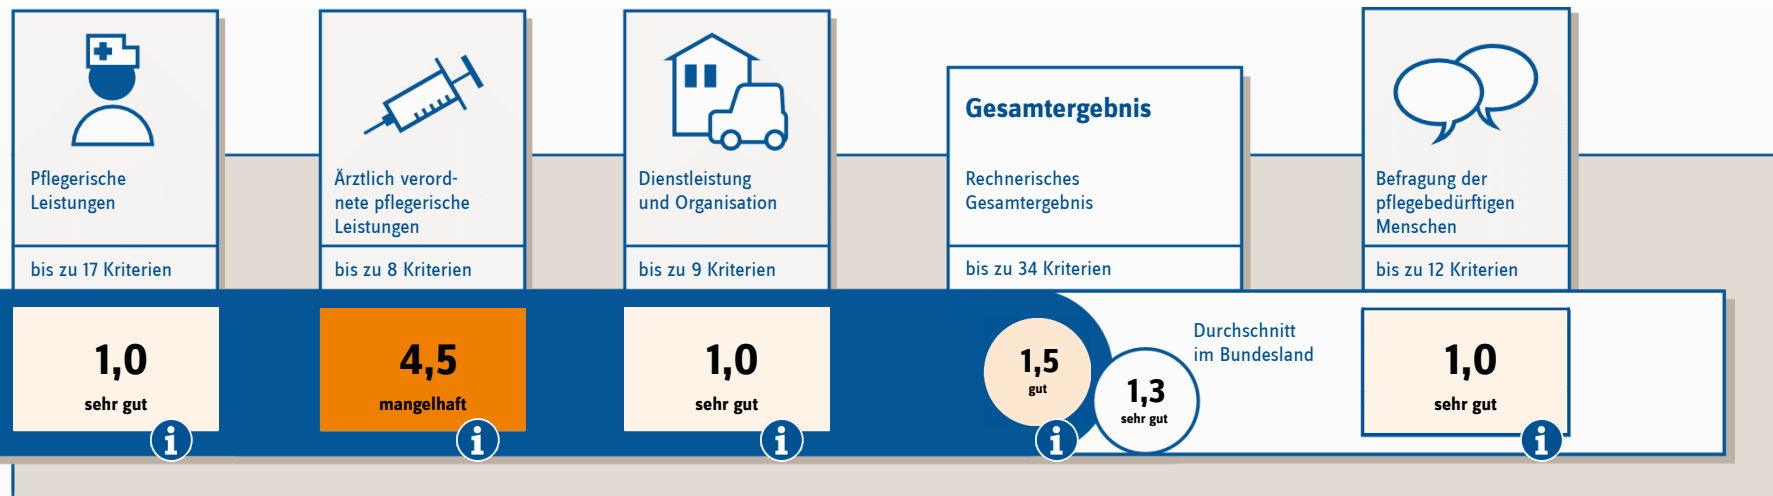 Pflegerische
Leistungen
bis zu 17 Kriterien
1,0
sehr gut
i
Ärztlich verord-
nete pflegerische
Leistungen
bis zu 8 Kriterien
4,5
mangelhaft
i
Dienstleistung
und Organisation
bis zu 9 Kriterien
1,0
sehr gut
i
Gesamtergebnis
Rechnerisches
Gesamtergebnis
bis zu 34 Kriterien
1,5
gut
i
1,3
sehr gut
Durchschnitt
im Bundesland
Befragung der
pflegebedürftigen
Menschen
bis zu 12 Kriterien
1,0
sehr gut
i